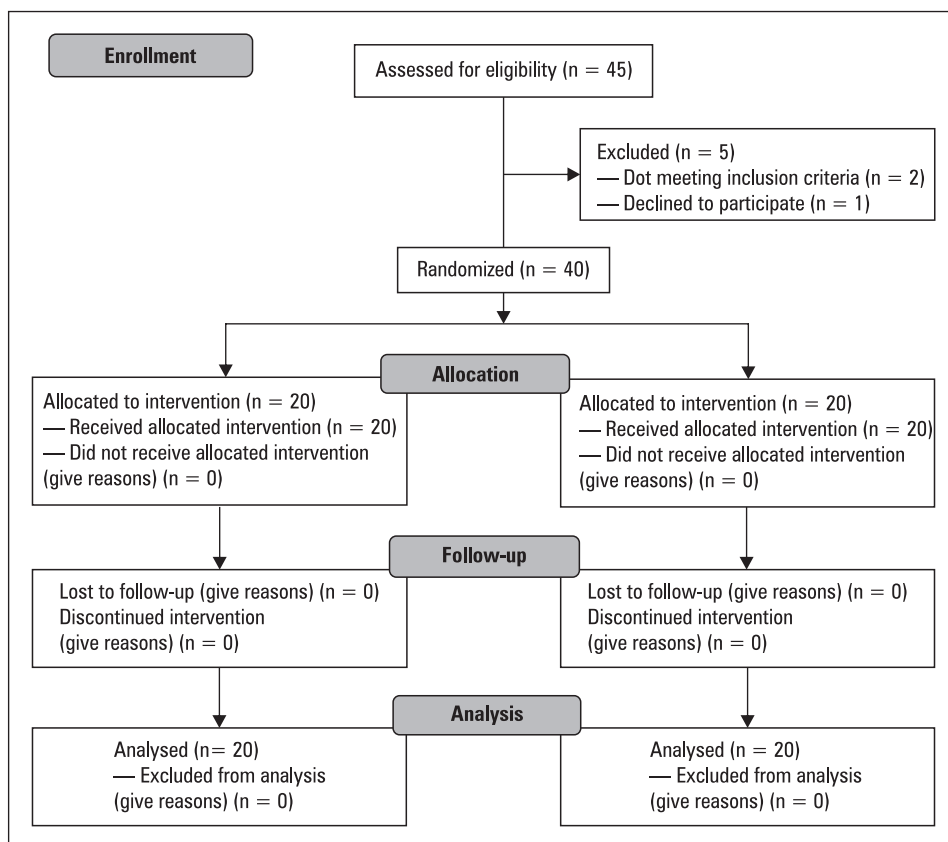 Enrollment
Assessed for eligibility (n = 45)
Excluded (n = 5)
— Dot meeting inclusion criteria (n = 2)
— Declined to participate (n = 1)
Randomized (n = 40)
Allocation
Allocated to intervention (n = 20)
— Received allocated intervention (n = 20)
— Did not receive allocated intervention
(give reasons) (n = 0)
Allocated to intervention (n = 20)
— Received allocated intervention (n = 20)
— Did not receive allocated intervention
(give reasons) (n = 0)
Follow-up
Lost to follow-up (give reasons) (n = 0)
Discontinued intervention
(give reasons) (n = 0)
Lost to follow-up (give reasons) (n = 0)
Discontinued intervention
(give reasons) (n = 0)
Analysis
Analysed (n= 20)
— Excluded from analysis
(give reasons) (n = 0)
Analysed (n = 20)
— Excluded from analysis
(give reasons) (n = 0)